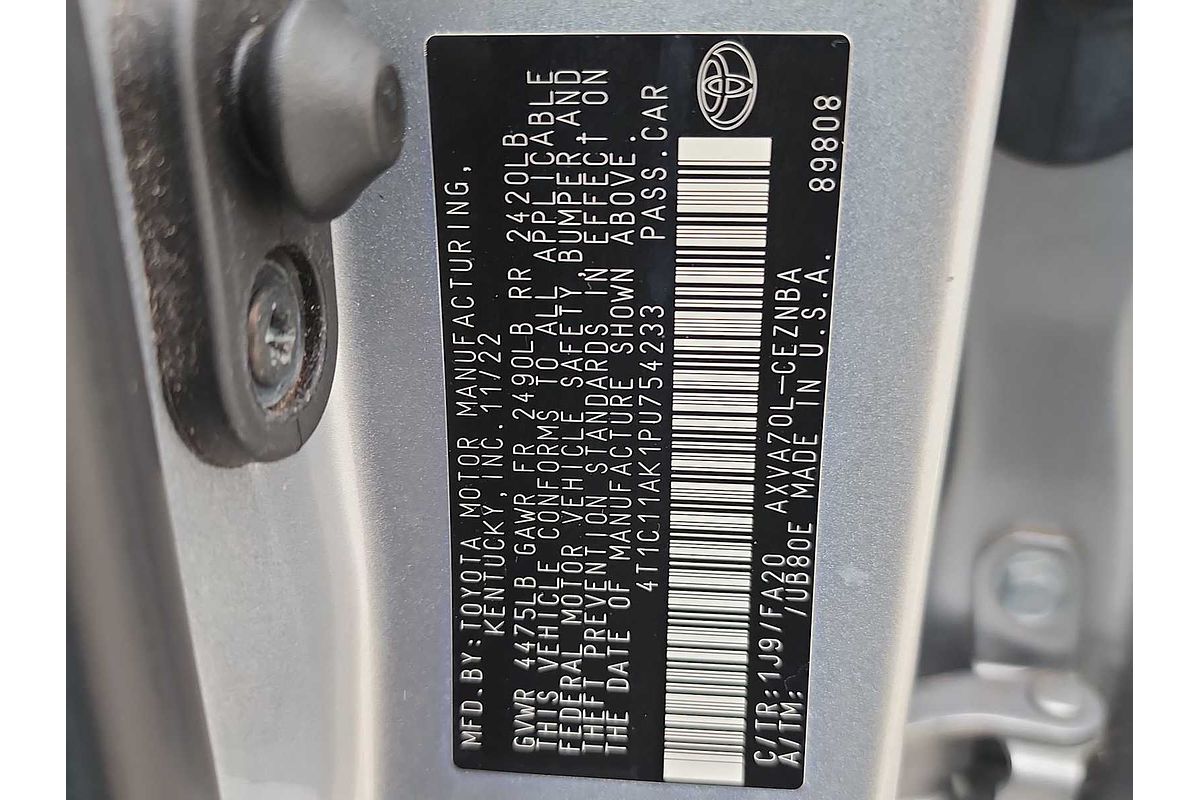 MFD.BY:TOYOTA MOTOR MANUFACTURING,
KENTUCKY, INC. 11/22
GVWR 4475LB GAWR FR 2490LB RR 2420LB
THIS VEHICLE CONFORMS TO ALL APPLICABLE
FEDERAL MOTOR VEHICLE SAFETY, BUMPER, AND
THEFT PREVENTION STANDARDS IN EFFECT ON
THE DATE OF MANUFACTURE SHOWN ABOVE.
4T1C11AK1PU754233 PASS.CAR
C/TR:1J9/FA20 AXVA70L-CEZNBA 89808
A/TM: /UB80E MADE IN U.S.A.